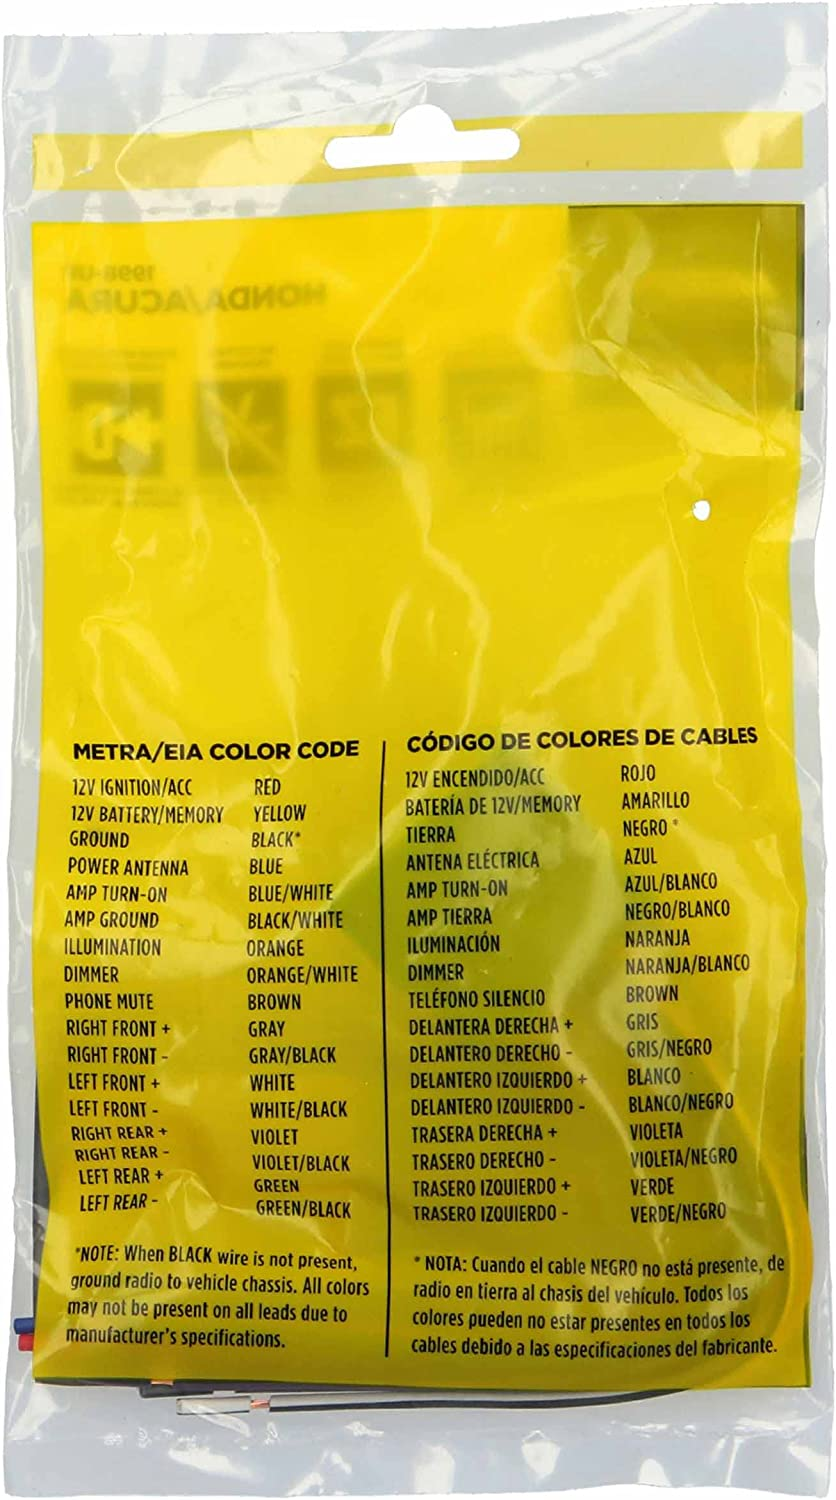 1998-UP
HONDA/ACURA
METRA/EIA COLOR CODE
12V IGNITION/ACC RED
12V BATTERY/MEMORY YELLOW
GROUND BLACK*
POWER ANTENNA BLUE
AMP TURN-ON BLUE/WHITE
AMP GROUND BLACK/WHITE
ILLUMINATION ORANGE
DIMMER ORANGE/WHITE
PHONE MUTE BROWN
RIGHT FRONT + GRAY
RIGHT FRONT - GRAY/BLACK
LEFT FRONT + WHITE
LEFT FRONT - WHITE/BLACK
RIGHT REAR + VIOLET
RIGHT REAR - VIOLET/BLACK
LEFT REAR + GREEN
LEFT REAR - GREEN/BLACK
*NOTE: When BLACK wire is not present,
ground radio to vehicle chassis. All colors
may not be present on all leads due to
manufacturer's specifications.
CÓDIGO DE COLORES DE CABLES
12V ENCENDIDO/ACC ROJO
BATERÍA DE 12V/MEMORY AMARILLO
TIERRA NEGRO *
ANTENA ELÉCTRICA AZUL
AMP TURN-ON AZUL/BLANCO
AMP TIERRA NEGRO/BLANCO
ILUMINACIÓN NARANJA
DIMMER NARANJA/BLANCO
TELÉFONO SILENCIO BROWN
DELANTERA DERECHA + GRIS
DELANTERO DERECHO - GRIS/NEGRO
DELANTERO IZQUIERDO + BLANCO
DELANTERO IZQUIERDO - BLANCO/NEGRO
TRASERA DERECHA + VIOLETA
TRASERO DERECHO - VIOLETA/NEGRO
TRASERO IZQUIERDO + VERDE
TRASERO IZQUIERDO - VERDE/NEGRO
* NOTA: Cuando el cable NEGRO no está presente, de
radio en tierra al chasis del vehículo. Todos los
colores pueden no estar presentes en todos los
cables debido a las especificaciones del fabricante.